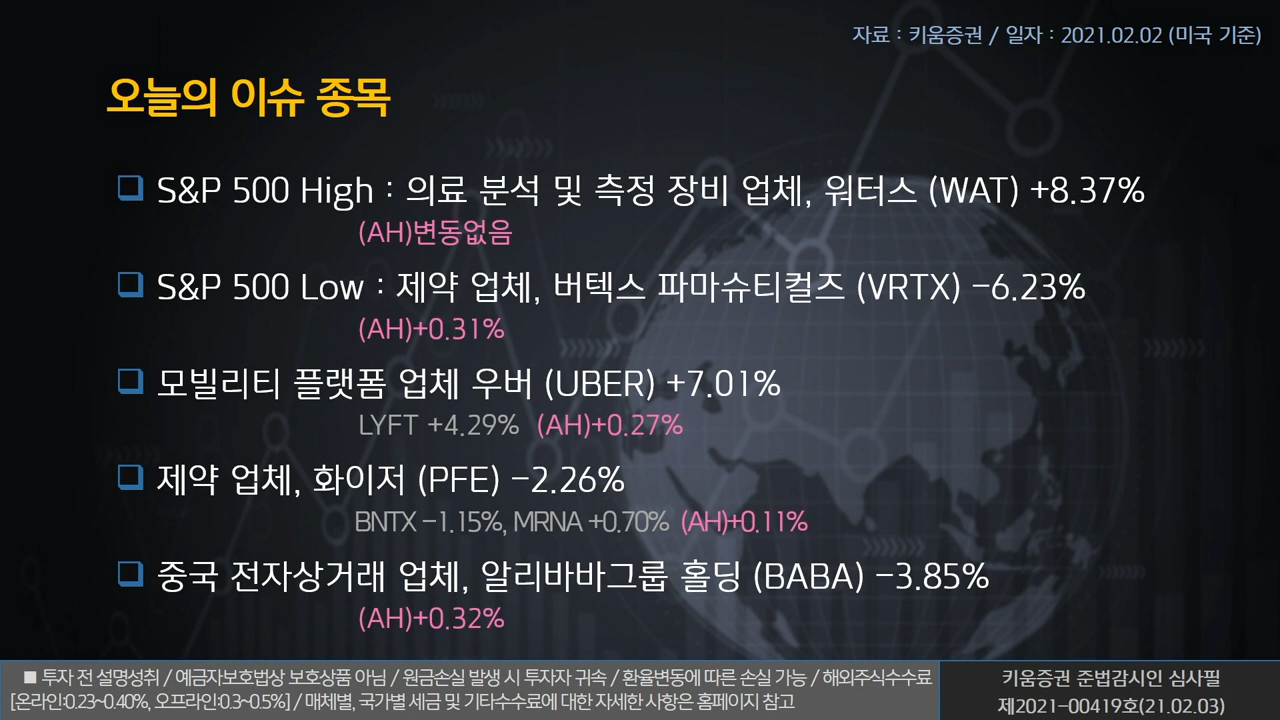 자료 : 키움증권 / 일자 : 2021.02.02 (미국 기준)
오늘의 이슈 종목
❑ S&P 500 High : 의료 분석 및 측정 장비 업체, 워터스 (WAT) +8.37%
(AH)변동없음
❑ S&P 500 Low : 제약 업체, 버텍스 파마슈티컬즈 (VRTX) −6.23%
(AH)+0.31%
❑ 모빌리티 플랫폼 업체 우버 (UBER) +7.01%
LYFT +4.29% (AH)+0.27%
❑ 제약 업체, 화이저 (PFE) −2.26%
BNTX −1.15%, MRNA +0.70% (AH)+0.11%
❑ 중국 전자상거래 업체, 알리바바그룹 홀딩 (BABA) −3.85%
(AH)+0.32%
■ 투자 전 설명청취 / 예금자보호법상 보호상품 아님 / 원금손실 발생 시 투자자 귀속 / 환율변동에 따른 손실 가능 / 해외주식수수료
[온라인:0.23~0.40%, 오프라인:0.3~0.5%] / 매체별, 국가별 세금 및 기타수수료에 대한 자세한 사항은 홈페이지 참고
키움증권 준법감시인 심사필
제2021−00419호(21.02.03)